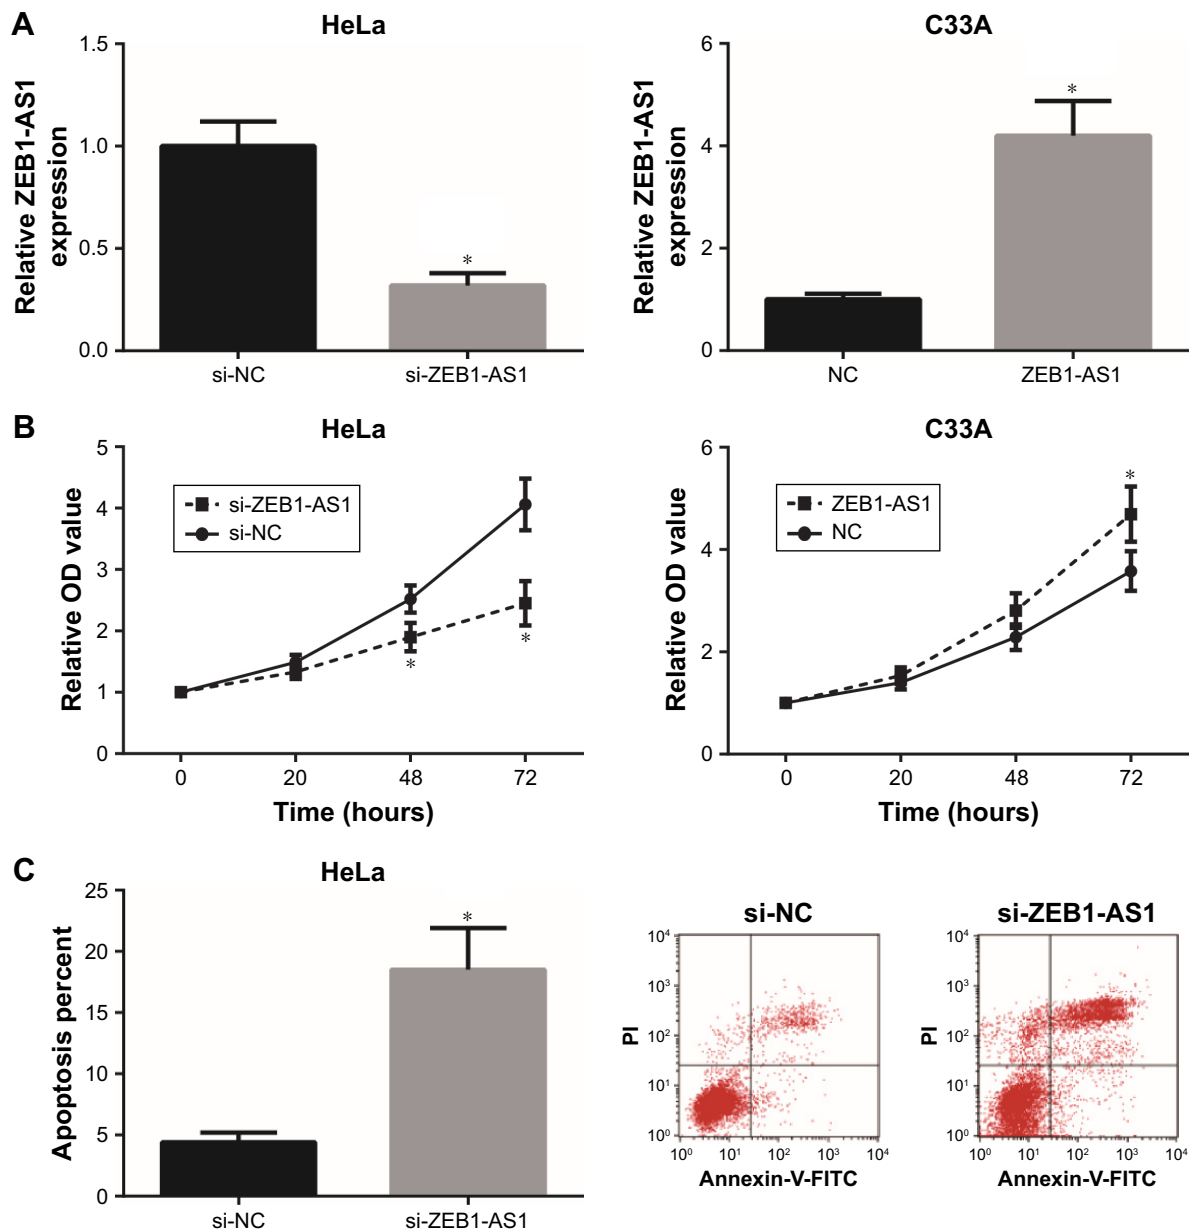 A
HeLa
Relative ZEB1-AS1
expression
1.5
1.0
0.5
0.0
*
si-NC
si-ZEB1-AS1
C33A
Relative ZEB1-AS1
expression
6
4
2
0
*
NC
ZEB1-AS1
B
HeLa
Relative OD value
5
4
3
2
1
0
si-ZEB1-AS1
si-NC
*
*
0
20
48
72
Time (hours)
C33A
Relative OD value
6
4
2
0
ZEB1-AS1
NC
*
0
20
48
72
Time (hours)
C
HeLa
Apoptosis percent
25
20
15
10
5
0
*
si-NC
si-ZEB1-AS1
si-NC
PI
10⁴
10³
10²
10¹
10⁰
10⁰
10¹
10²
10³
10⁴
Annexin-V-FITC
si-ZEB1-AS1
PI
10⁴
10³
10²
10¹
10⁰
10⁰
10¹
10²
10³
10⁴
Annexin-V-FITC